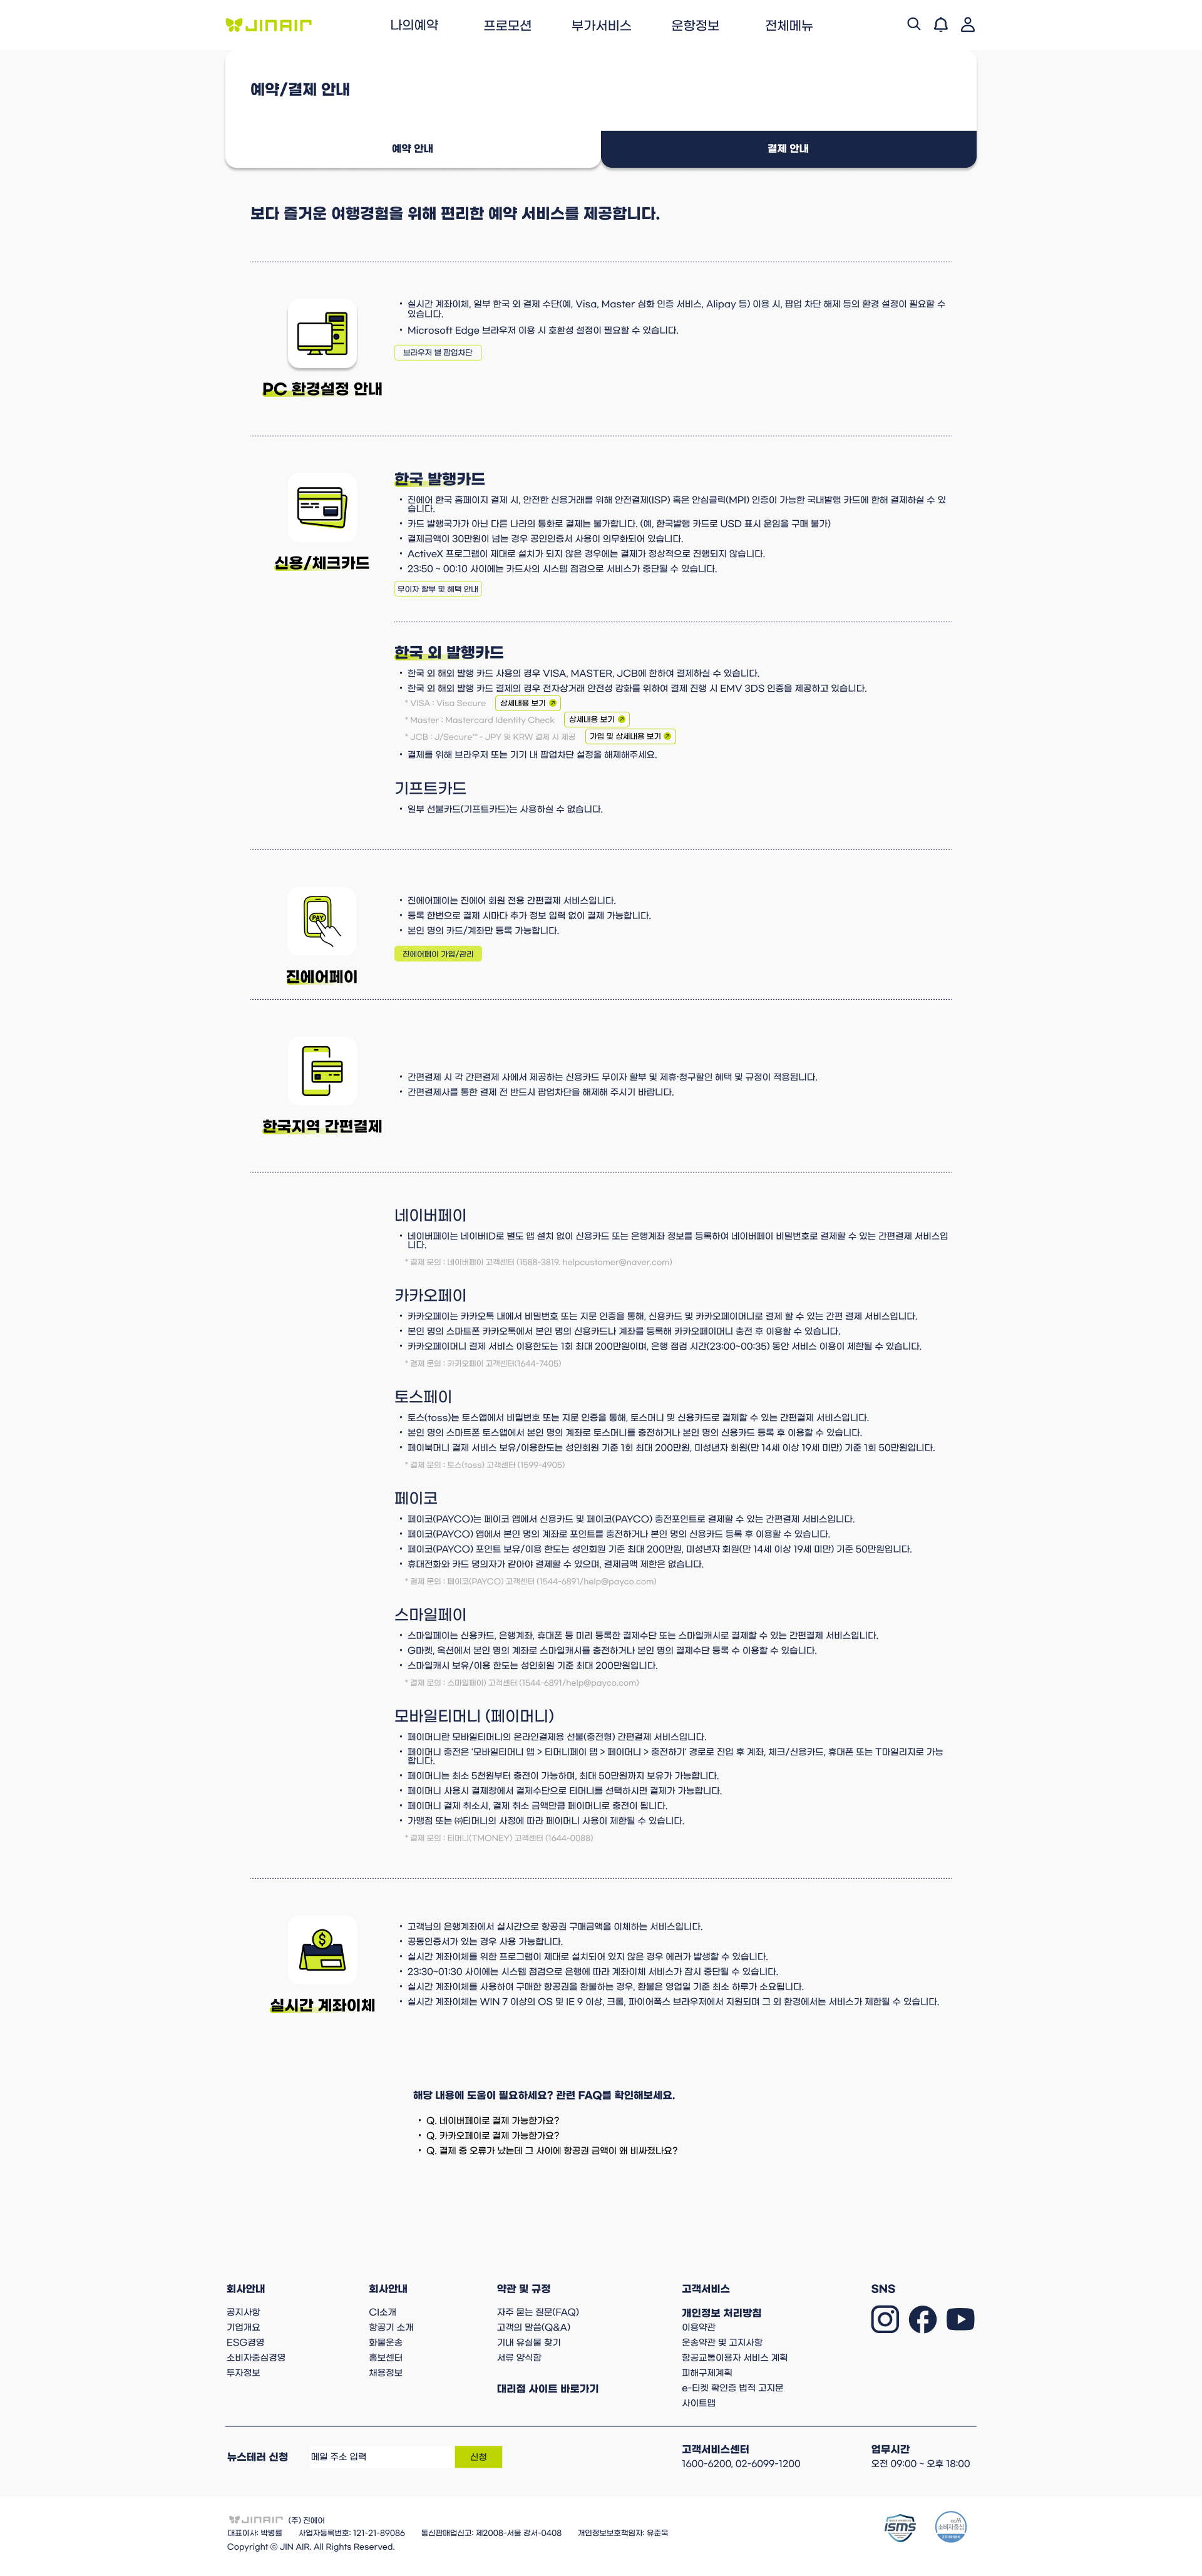 JINAIR
나의예약 프로모션 부가서비스 운항정보 전체메뉴
예약/결제 안내
예약 안내 결제 안내
보다 즐거운 여행경험을 위해 편리한 예약 서비스를 제공합니다.
PC 환경설정 안내
• 실시간 계좌이체, 일부 한국 외 결제 수단(예, Visa, Master 심화 인증 서비스, Alipay 등) 이용 시, 팝업 차단 해제 등의 환경 설정이 필요할 수
있습니다.
• Microsoft Edge 브라우저 이용 시 호환성 설정이 필요할 수 있습니다.
브라우저 별 팝업차단
신용/체크카드
한국 발행카드
• 진에어 한국 홈페이지 결제 시, 안전한 신용거래를 위해 안전결제(ISP) 혹은 안심클릭(MPI) 인증이 가능한 국내발행 카드에 한해 결제하실 수 있
습니다.
• 카드 발행국가가 아닌 다른 나라의 통화로 결제는 불가합니다. (예, 한국발행 카드로 USD 표시 운임을 구매 불가)
• 결제금액이 30만원이 넘는 경우 공인인증서 사용이 의무화되어 있습니다.
• ActiveX 프로그램이 제대로 설치가 되지 않은 경우에는 결제가 정상적으로 진행되지 않습니다.
• 23:50 ~ 00:10 사이에는 카드사의 시스템 점검으로 서비스가 중단될 수 있습니다.
무이자 할부 및 혜택 안내
한국 외 발행카드
• 한국 외 해외 발행 카드 사용의 경우 VISA, MASTER, JCB에 한하여 결제하실 수 있습니다.
• 한국 외 해외 발행 카드 결제의 경우 전자상거래 안전성 강화를 위하여 결제 진행 시 EMV 3DS 인증을 제공하고 있습니다.
* VISA : Visa Secure 상세내용 보기
* Master : Mastercard Identity Check 상세내용 보기
* JCB : J/Secure™ - JPY 및 KRW 결제 시 제공 가입 및 상세내용 보기
• 결제를 위해 브라우저 또는 기기 내 팝업차단 설정을 해제해주세요.
기프트카드
• 일부 선불카드(기프트카드)는 사용하실 수 없습니다.
PAY
진에어페이
• 진에어페이는 진에어 회원 전용 간편결제 서비스입니다.
• 등록 한번으로 결제 시마다 추가 정보 입력 없이 결제 가능합니다.
• 본인 명의 카드/계좌만 등록 가능합니다.
진에어페이 가입/관리
한국지역 간편결제
• 간편결제 시 각 간편결제 사에서 제공하는 신용카드 무이자 할부 및 제휴·청구할인 혜택 및 규정이 적용됩니다.
• 간편결제사를 통한 결제 전 반드시 팝업차단을 해제해 주시기 바랍니다.
네이버페이
• 네이버페이는 네이버ID로 별도 앱 설치 없이 신용카드 또는 은행계좌 정보를 등록하여 네이버페이 비밀번호로 결제할 수 있는 간편결제 서비스입
니다.
* 결제 문의 : 네이버페이 고객센터 (1588-3819. helpcustomer@naver.com)
카카오페이
• 카카오페이는 카카오톡 내에서 비밀번호 또는 지문 인증을 통해, 신용카드 및 카카오페이머니로 결제 할 수 있는 간편 결제 서비스입니다.
• 본인 명의 스마트폰 카카오톡에서 본인 명의 신용카드나 계좌를 등록해 카카오페이머니 충전 후 이용할 수 있습니다.
• 카카오페이머니 결제 서비스 이용한도는 1회 최대 200만원이며, 은행 점검 시간(23:00~00:35) 동안 서비스 이용이 제한될 수 있습니다.
* 결제 문의 : 카카오페이 고객센터(1644-7405)
토스페이
• 토스(toss)는 토스앱에서 비밀번호 또는 지문 인증을 통해, 토스머니 및 신용카드로 결제할 수 있는 간편결제 서비스입니다.
• 본인 명의 스마트폰 토스앱에서 본인 명의 계좌로 토스머니를 충전하거나 본인 명의 신용카드 등록 후 이용할 수 있습니다.
• 페이북머니 결제 서비스 보유/이용한도는 성인회원 기준 1회 최대 200만원, 미성년자 회원(만 14세 이상 19세 미만) 기준 1회 50만원입니다.
* 결제 문의 : 토스(toss) 고객센터 (1599-4905)
페이코
• 페이코(PAYCO)는 페이코 앱에서 신용카드 및 페이코(PAYCO) 충전포인트로 결제할 수 있는 간편결제 서비스입니다.
• 페이코(PAYCO) 앱에서 본인 명의 계좌로 포인트를 충전하거나 본인 명의 신용카드 등록 후 이용할 수 있습니다.
• 페이코(PAYCO) 포인트 보유/이용 한도는 성인회원 기준 최대 200만원, 미성년자 회원(만 14세 이상 19세 미만) 기준 50만원입니다.
• 휴대전화와 카드 명의자가 같아야 결제할 수 있으며, 결제금액 제한은 없습니다.
* 결제 문의 : 페이코(PAYCO) 고객센터 (1544-6891/help@payco.com)
스마일페이
• 스마일페이는 신용카드, 은행계좌, 휴대폰 등 미리 등록한 결제수단 또는 스마일캐시로 결제할 수 있는 간편결제 서비스입니다.
• G마켓, 옥션에서 본인 명의 계좌로 스마일캐시를 충전하거나 본인 명의 결제수단 등록 수 이용할 수 있습니다.
• 스마일캐시 보유/이용 한도는 성인회원 기준 최대 200만원입니다.
* 결제 문의 : 스마일페이) 고객센터 (1544-6891/help@payco.com)
모바일티머니 (페이머니)
• 페이머니란 모바일티머니의 온라인결제용 선불(충전형) 간편결제 서비스입니다.
• 페이머니 충전은 '모바일티머니 앱 > 티머니페이 탭 > 페이머니 > 충전하기' 경로로 진입 후 계좌, 체크/신용카드, 휴대폰 또는 T마일리지로 가능
합니다.
• 페이머니는 최소 5천원부터 충전이 가능하며, 최대 50만원까지 보유가 가능합니다.
• 페이머니 사용시 결제창에서 결제수단으로 티머니를 선택하시면 결제가 가능합니다.
• 페이머니 결제 취소시, 결제 취소 금액만큼 페이머니로 충전이 됩니다.
• 가맹점 또는 ㈜티머니의 사정에 따라 페이머니 사용이 제한될 수 있습니다.
* 결제 문의 : 티머니(TMONEY) 고객센터 (1644-0088)
$
실시간 계좌이체
• 고객님의 은행계좌에서 실시간으로 항공권 구매금액을 이체하는 서비스입니다.
• 공동인증서가 있는 경우 사용 가능합니다.
• 실시간 계좌이체를 위한 프로그램이 제대로 설치되어 있지 않은 경우 에러가 발생할 수 있습니다.
• 23:30~01:30 사이에는 시스템 점검으로 은행에 따라 계좌이체 서비스가 잠시 중단될 수 있습니다.
• 실시간 계좌이체를 사용하여 구매한 항공권을 환불하는 경우, 환불은 영업일 기준 최소 하루가 소요됩니다.
• 실시간 계좌이체는 WIN 7 이상의 OS 및 IE 9 이상, 크롬, 파이어폭스 브라우저에서 지원되며 그 외 환경에서는 서비스가 제한될 수 있습니다.
해당 내용에 도움이 필요하세요? 관련 FAQ를 확인해보세요.
• Q. 네이버페이로 결제 가능한가요?
• Q. 카카오페이로 결제 가능한가요?
• Q. 결제 중 오류가 났는데 그 사이에 항공권 금액이 왜 비싸졌나요?
회사안내
공지사항
기업개요
ESG경영
소비자중심경영
투자정보
회사안내
CI소개
항공기 소개
화물운송
홍보센터
채용정보
약관 및 규정
자주 묻는 질문(FAQ)
고객의 말씀(Q&A)
기내 유실물 찾기
서류 양식함
대리점 사이트 바로가기
고객서비스
개인정보 처리방침
이용약관
운송약관 및 고지사항
항공교통이용자 서비스 계획
피해구제계획
e-티켓 확인증 법적 고지문
사이트맵
SNS
뉴스테러 신청 메일 주소 입력 신청
고객서비스센터
1600-6200, 02-6099-1200
업무시간
오전 09:00 ~ 오후 18:00
JINAIR (주) 진에어
대표이사: 박병률 사업자등록번호: 121-21-89086 통신판매업신고: 제2008-서울 강서-0408 개인정보보호책임자: 유준욱
Copyright ⓒ JIN AIR. All Rights Reserved.
ISMS
소비자중심